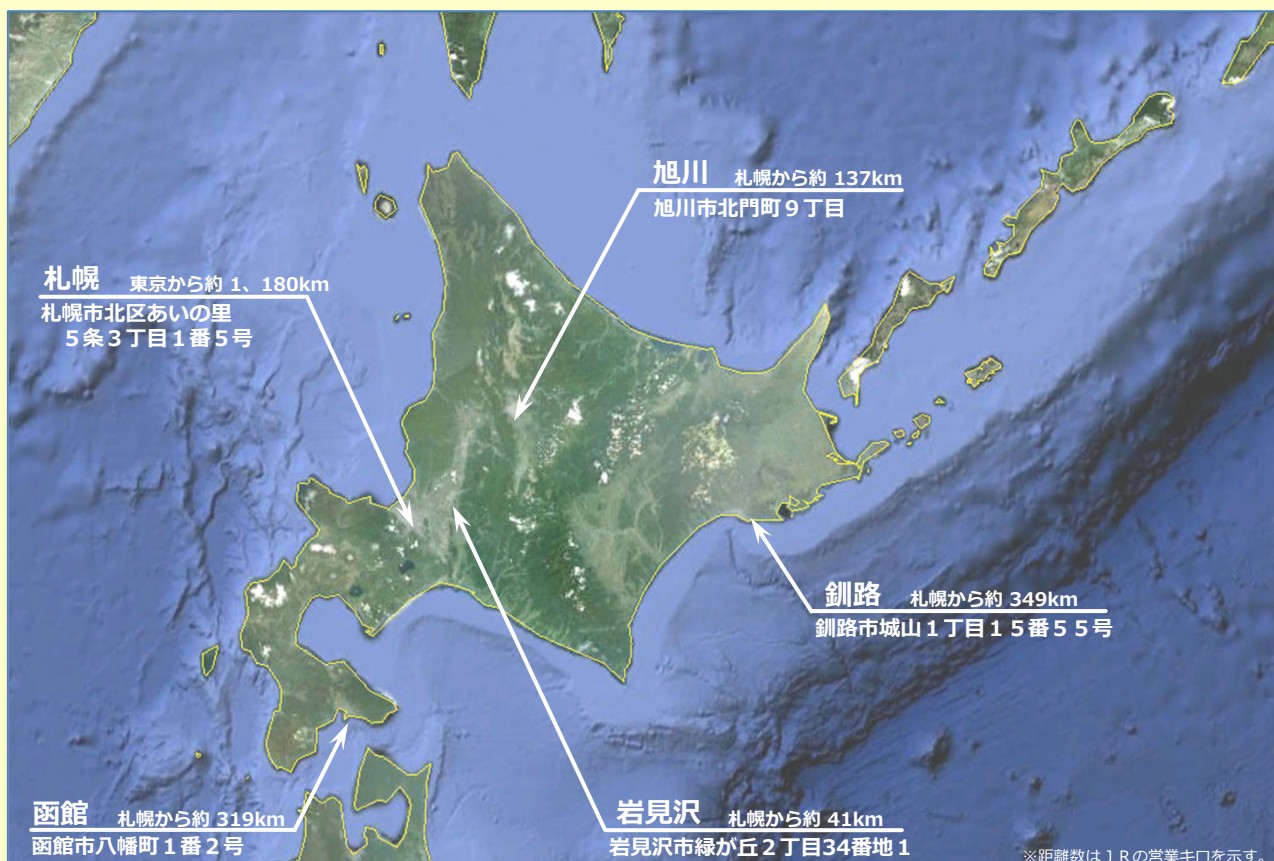 旭川 札幌から約 137km
旭川市北門町９丁目
札幌 東京から約 1、180km
札幌市北区あいの里
５条３丁目１番５号
釧路 札幌から約 349km
釧路市城山１丁目１５番５５号
函館 札幌から約 319km
函館市八幡町１番２号
岩見沢 札幌から約 41km
岩見沢市緑が丘２丁目34番地１
※距離数はＪＲの営業キロを示す。